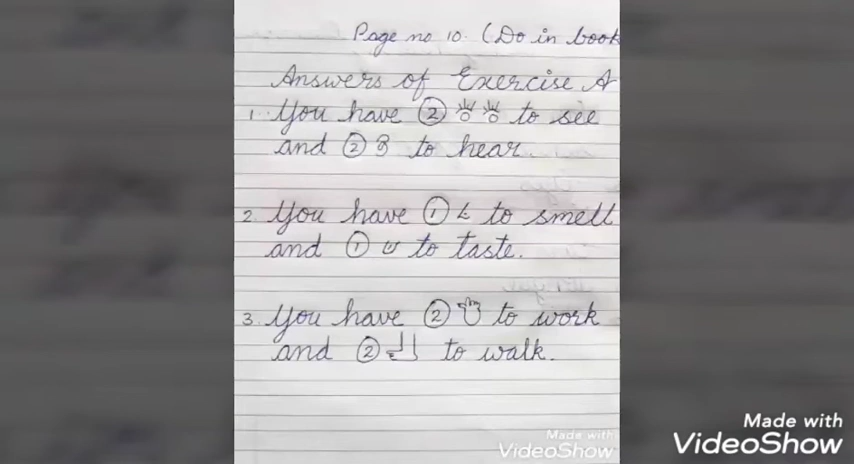 Page no 10. (Do in book
Answers of Exercise A
1. You have ② to see
and ② to hear.
2. You have ① to smell
and ① to taste.
3. You have ② to work
and ② to walk.
Made with
VideoShow
Made with
VideoShow